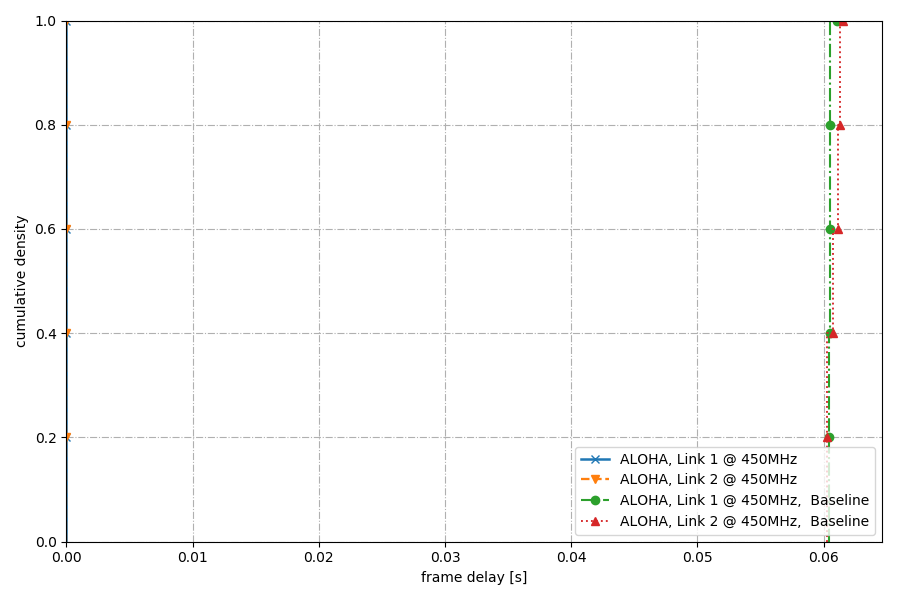 1.0
0.8
0.6
0.4
0.2
0.0
cumulative density
0.00 0.01 0.02 0.03 0.04 0.05 0.06
frame delay [s]
ALOHA, Link 1 @ 450MHz
ALOHA, Link 2 @ 450MHz
ALOHA, Link 1 @ 450MHz,  Baseline
ALOHA, Link 2 @ 450MHz,  Baseline